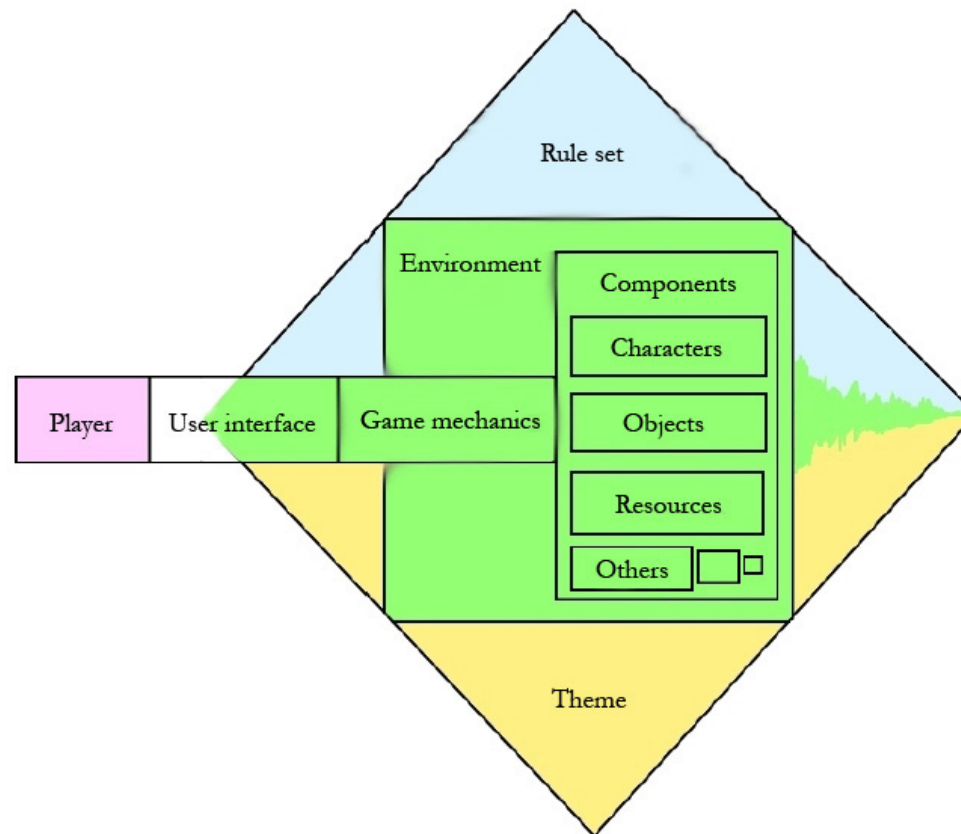 Rule set
Environment
Components
Characters
Player
User interface
Game mechanics
Objects
Resources
Others
Theme